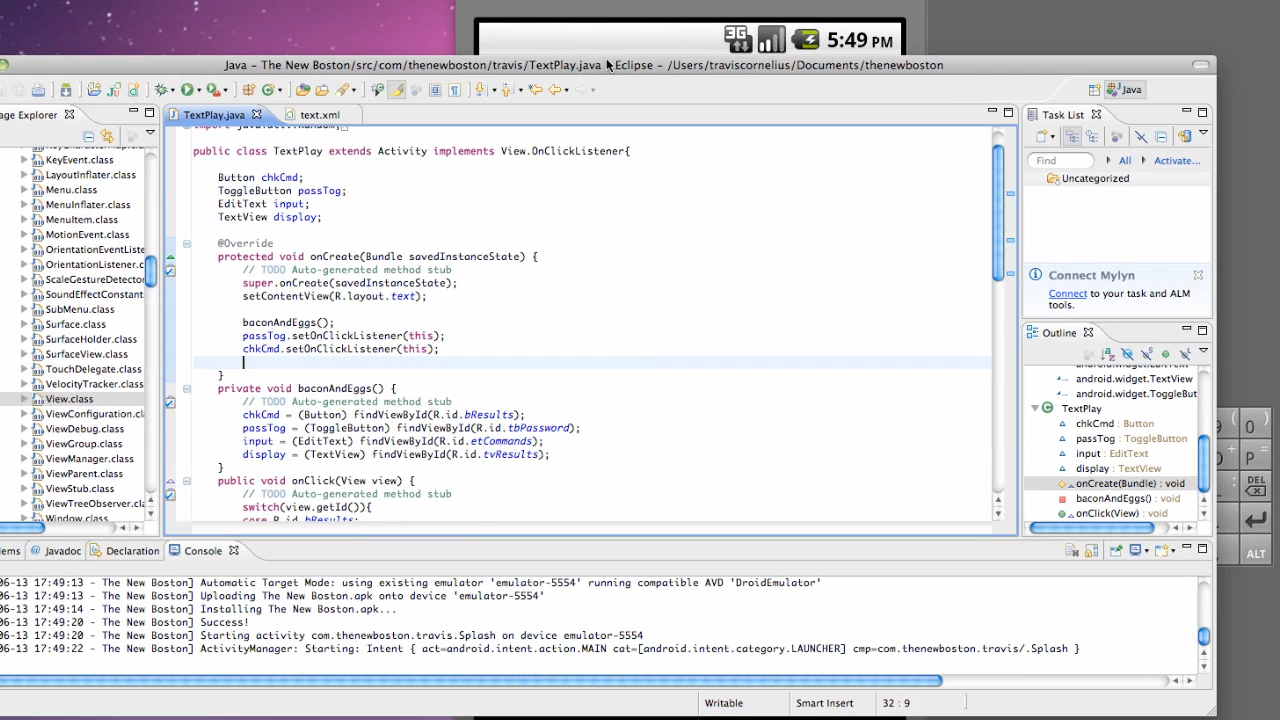 3G 5:49 PM
Java – The New Boston/src/com/thenewboston/travis/TextPlay.java – Eclipse – /Users/traviscornelius/Documents/thenewboston
Java
age Explorer
TextPlay.java
text.xml
Task List
Find
All
Activate...
Uncategorized
KeyEvent.class
LayoutInflater.class
Menu.class
MenuInflater.class
MenuItem.class
MotionEvent.class
OrientationEventListe
OrientationListener.c
ScaleGestureDetector
SoundEffectConstant
SubMenu.class
Surface.class
SurfaceHolder.class
SurfaceView.class
TouchDelegate.class
VelocityTracker.class
View.class
ViewConfiguration.cl
ViewDebug.class
ViewGroup.class
ViewManager.class
ViewParent.class
ViewStub.class
ViewTreeObserver.cla
Window.class
public class TextPlay extends Activity implements View.OnClickListener{
Button chkCmd;
ToggleButton passTog;
EditText input;
TextView display;
@Override
protected void onCreate(Bundle savedInstanceState) {
// TODO Auto-generated method stub
super.onCreate(savedInstanceState);
setContentView(R.layout.text);
baconAndEggs();
passTog.setOnClickListener(this);
chkCmd.setOnClickListener(this);
}
private void baconAndEggs() {
// TODO Auto-generated method stub
chkCmd = (Button) findViewById(R.id.bResults);
passTog = (ToggleButton) findViewById(R.id.tbPassword);
input = (EditText) findViewById(R.id.etCommands);
display = (TextView) findViewById(R.id.tvResults);
}
public void onClick(View view) {
// TODO Auto-generated method stub
switch(view.getId()){
case R.id.bResults:
Connect Mylyn
Connect to your task and ALM
tools.
Outline
android.widget.TextView
android.widget.ToggleBut
TextPlay
chkCmd : Button
passTog : ToggleButton
input : EditText
display : TextView
onCreate(Bundle) : void
baconAndEggs() : void
onClick(View) : void
0
P
DEL
ALT
lems
Javadoc
Declaration
Console
06-13 17:49:13 - The New Boston] Automatic Target Mode: using existing emulator 'emulator-5554' running compatible AVD 'DroidEmulator'
06-13 17:49:13 - The New Boston] Uploading The New Boston.apk onto device 'emulator-5554'
06-13 17:49:14 - The New Boston] Installing The New Boston.apk...
06-13 17:49:20 - The New Boston] Success!
06-13 17:49:20 - The New Boston] Starting activity com.thenewboston.travis.Splash on device emulator-5554
06-13 17:49:22 - The New Boston] ActivityManager: Starting: Intent { act=android.intent.action.MAIN cat=[android.intent.category.LAUNCHER] cmp=com.thenewboston.travis/.Splash }
Writable
Smart Insert
32 : 9